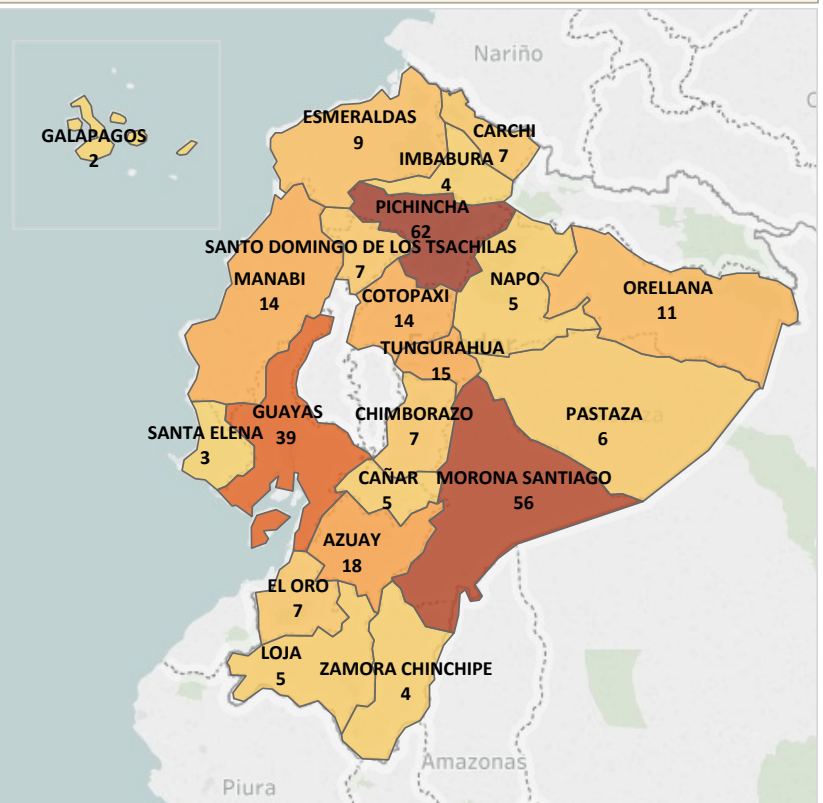 Nariño
ESMERALDAS
9
CARCHI
7
GALAPAGOS
2
IMBABURA
4
PICHINCHA
62
SANTO DOMINGO DE LOS TSACHILAS
7
MANABI
14
NAPO
5
ORELLANA
11
COTOPAXI
14
TUNGURAHUA
15
GUAYAS
39
CHIMBORAZO
7
PASTAZA
6
SANTA ELENA
3
CAÑAR
5
MORONA SANTIAGO
56
AZUAY
18
EL ORO
7
LOJA
5
ZAMORA CHINCHIPE
4
Amazonas
Piura